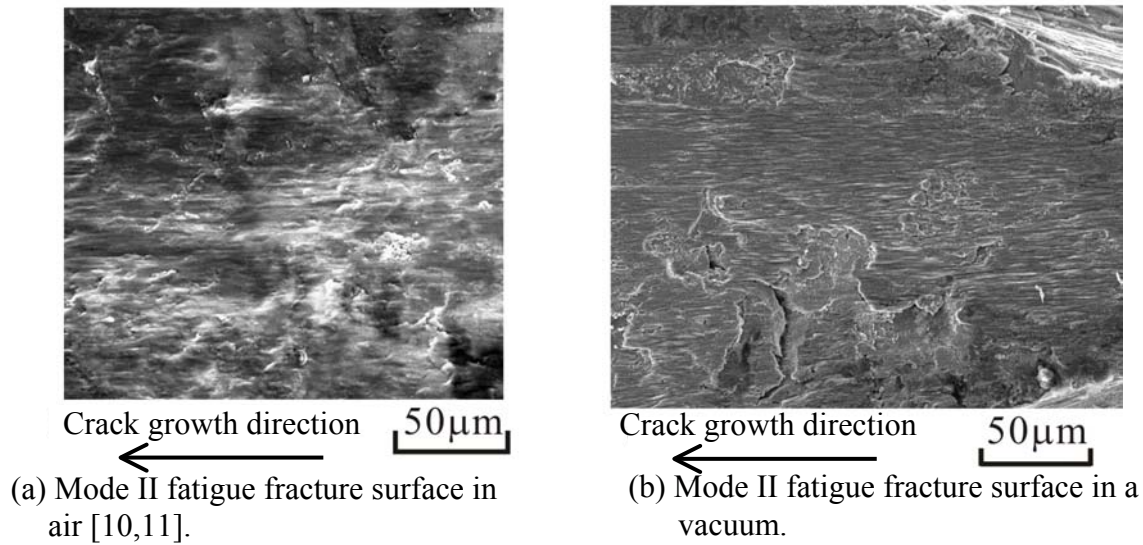 Crack growth direction
50μm
(a) Mode II fatigue fracture surface in
air [10,11].
Crack growth direction
50μm
(b) Mode II fatigue fracture surface in a
vacuum.